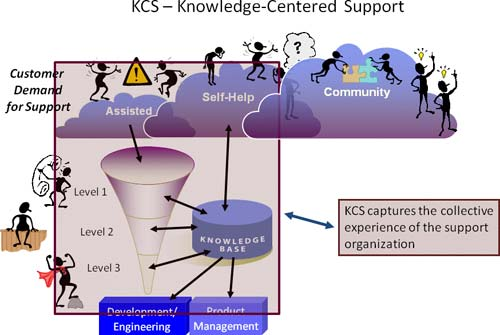 KCS – Knowledge-Centered Support
Customer
Demand
for Support
!
?
Assisted
Self-Help
Community
Level 1
Level 2
Level 3
KNOWLEDGE
BASE
KCS captures the collective
experience of the support
organization
Development/
Engineering
Product
Management